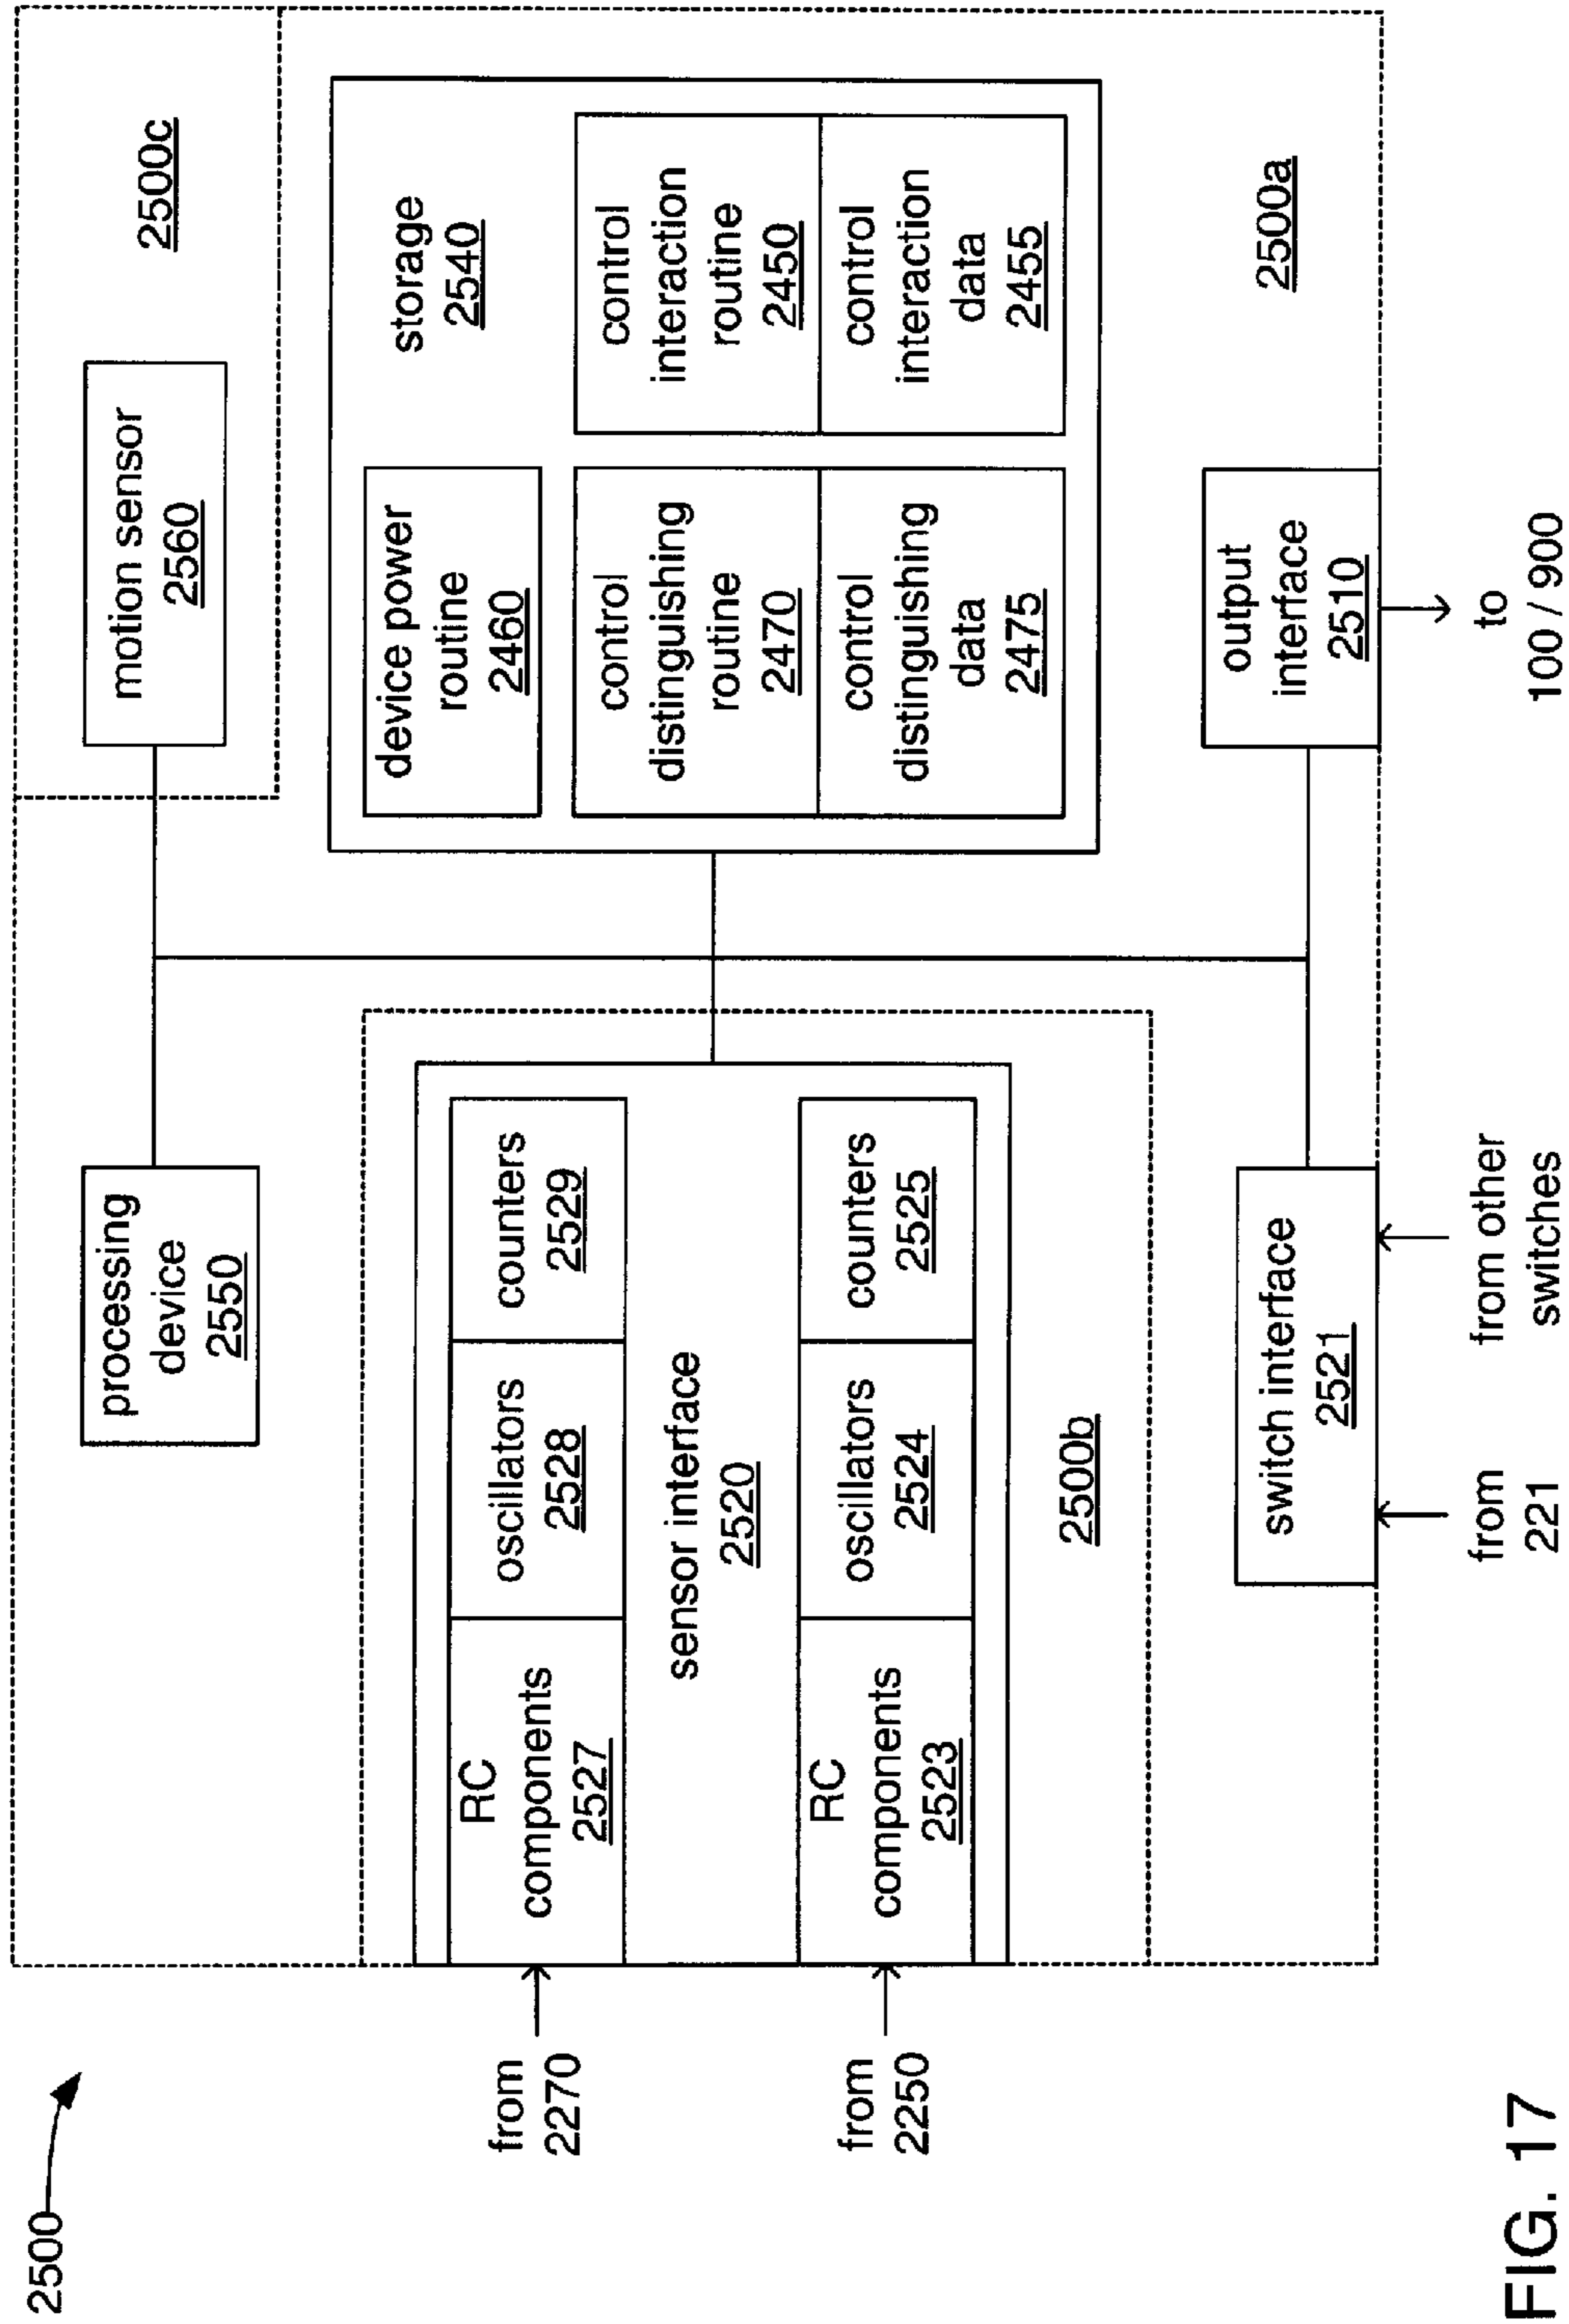 2500
processing
device
2550
motion sensor
2560
2500c
from
2270
RC
components
2527
oscillators
2528
counters
2529
sensor interface
2520
from
2250
RC
components
2523
oscillators
2524
counters
2525
2500b
storage
2540
device power
routine
2460
control
distinguishing
routine
2470
control
distinguishing
data
2475
control
interaction
routine
2450
control
interaction
data
2455
2500a
switch interface
2521
output
interface
2510
from
221
from other
switches
to
100 / 900
FIG. 17